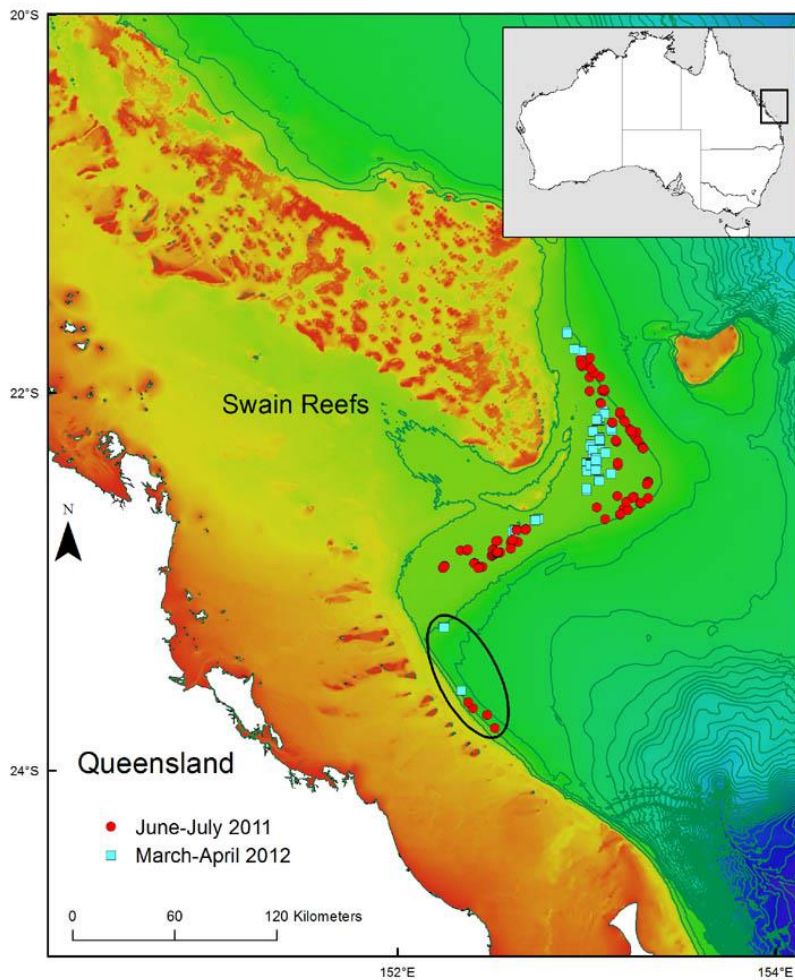 20°S
22°S
Swain Reefs
N
24°S
Queensland
June-July 2011
March-April 2012
0 60 120 Kilometers
152°E 154°E